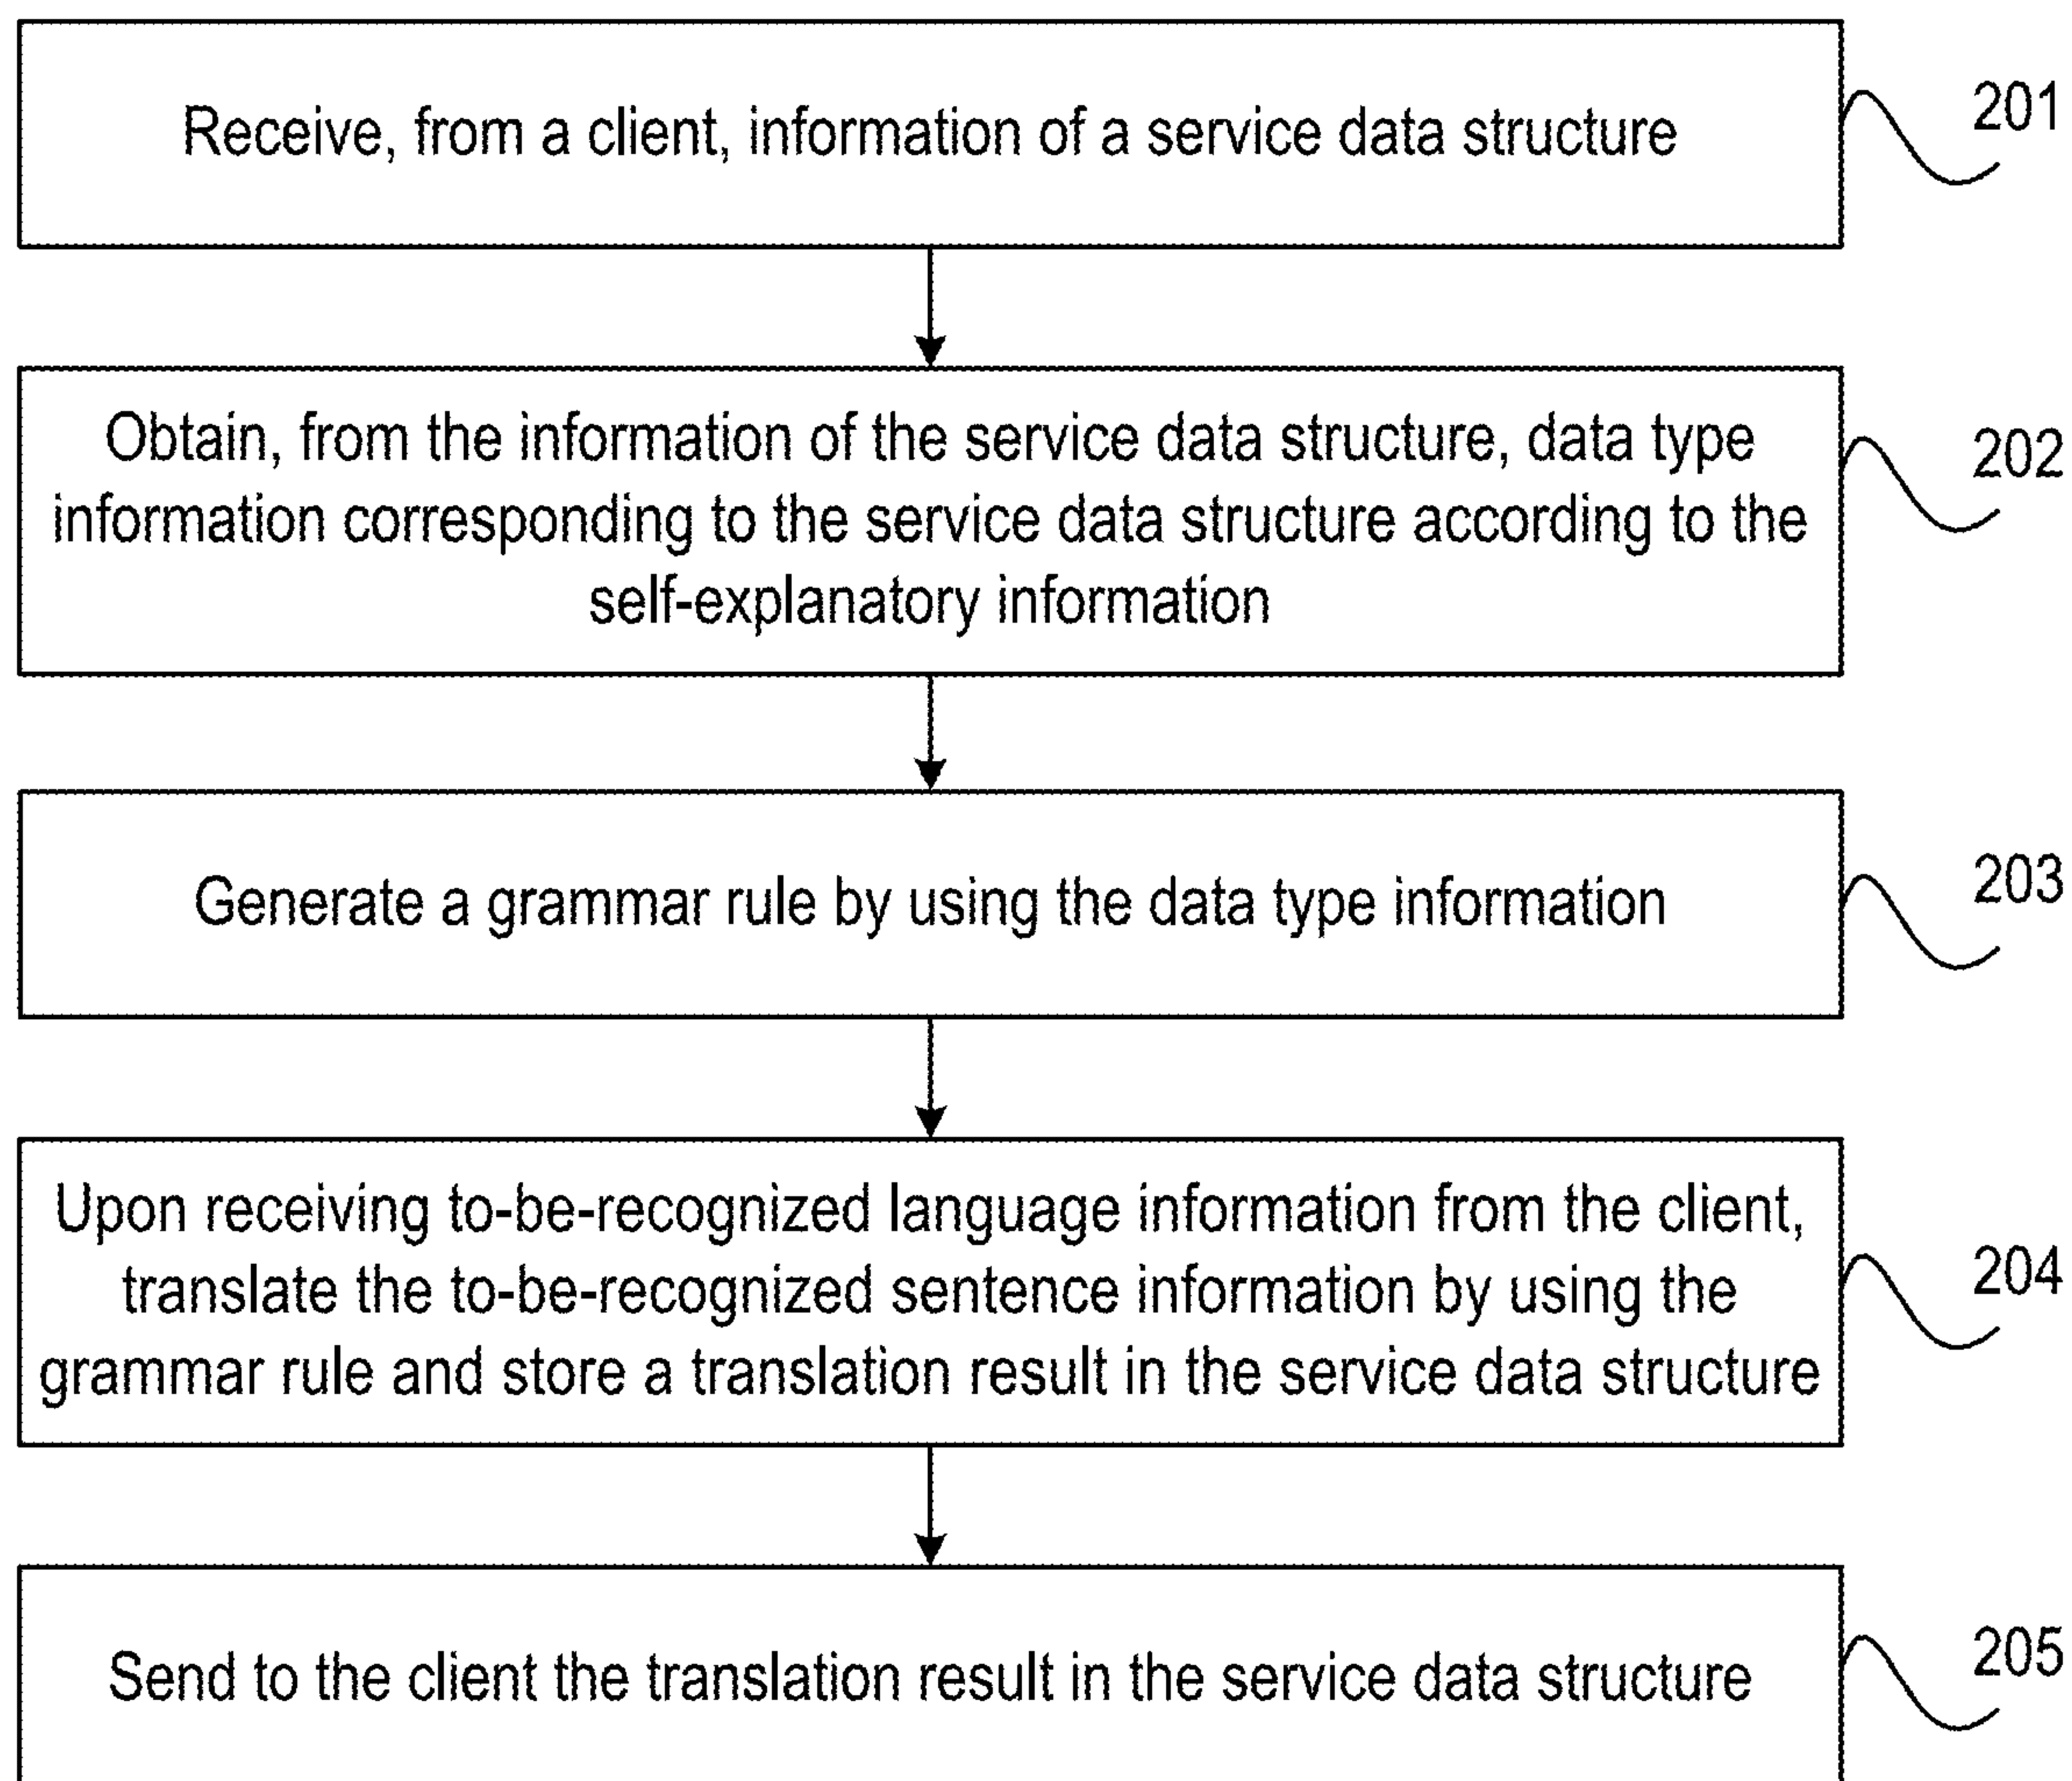 Receive, from a client, information of a service data structure
201
Obtain, from the information of the service data structure, data type
information corresponding to the service data structure according to the
self-explanatory information
202
Generate a grammar rule by using the data type information
203
Upon receiving to-be-recognized language information from the client,
translate the to-be-recognized sentence information by using the
grammar rule and store a translation result in the service data structure
204
Send to the client the translation result in the service data structure
205